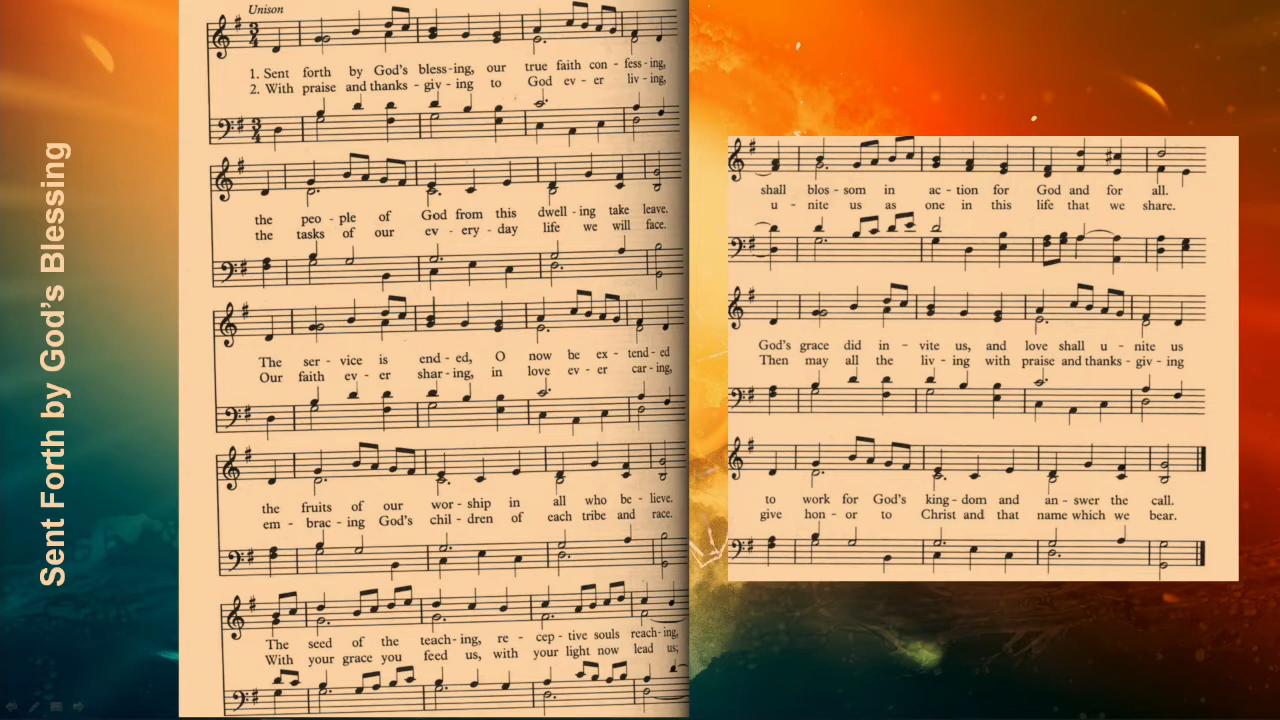 Sent Forth by God's Blessing
Unison
1. Sent forth by God's bless-ing, our true faith con - fess-ing,
2. With praise and thanks - giv - ing to God ev - er liv - ing,
the peo - ple of God from this dwell - ing take leave.
the tasks of our ev - ery - day life we will face.
The ser - vice is end - ed, O now be ex - tend - ed
Our faith ev - er shar - ing, in love ev - er car - ing,
the fruits of our wor - ship in all who be - lieve.
em - brac - ing God's chil - dren of each tribe and race.
The seed of the teach - ing, re - cep - tive souls reach - ing,
With your grace you feed us, with your light now lead us;
shall blos - som in ac - tion for God and for all.
u - nite us as one in this life that we share.
God's grace did in - vite us, and love shall u - nite us
Then may all the liv - ing with praise and thanks - giv - ing
to work for God's king - dom and an - swer the call.
give hon - or to Christ and that name which we bear.